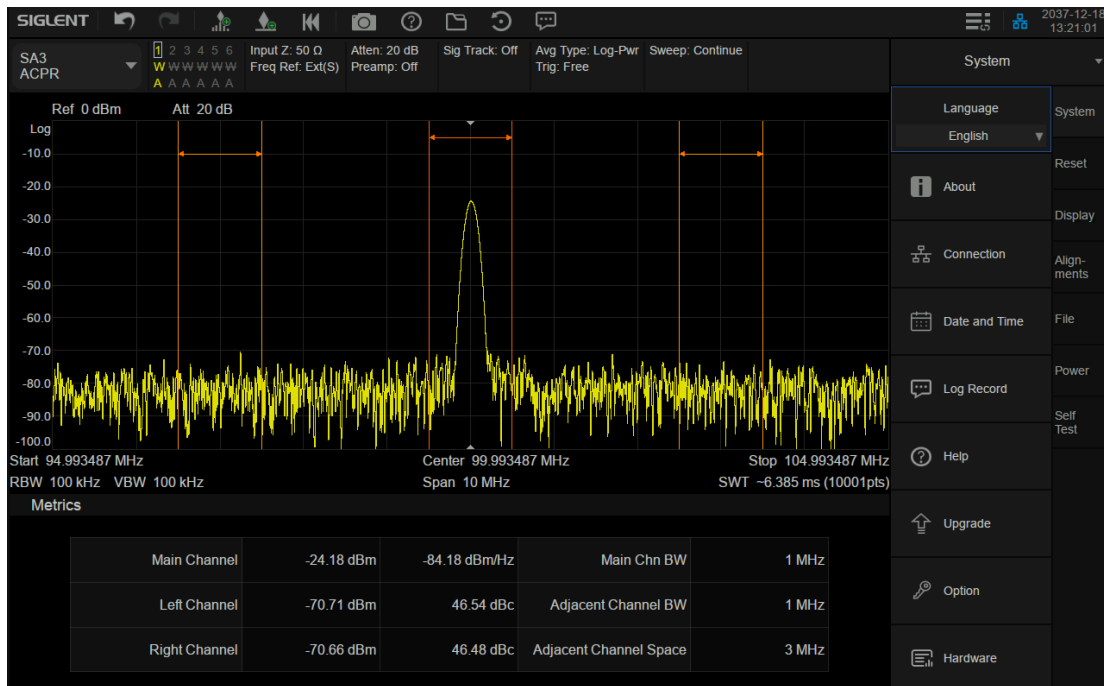 SIGLENT
2037-12-18
13:21:01
SA3
ACPR
1 2 3 4 5 6
W W W W W W
A A A A A A
Input Z: 50 Ω
Freq Ref: Ext(S)
Atten: 20 dB
Preamp: Off
Sig Track: Off
Avg Type: Log-Pwr
Trig: Free
Sweep: Continue
Ref 0 dBm
Att 20 dB
Log
-10.0
-20.0
-30.0
-40.0
-50.0
-60.0
-70.0
-80.0
-90.0
-100.0
Start 94.993487 MHz
Center 99.993487 MHz
Stop 104.993487 MHz
RBW 100 kHz VBW 100 kHz
Span 10 MHz
SWT ~6.385 ms (10001pts)
Metrics
Main Channel -24.18 dBm -84.18 dBm/Hz Main Chn BW 1 MHz
Left Channel -70.71 dBm 46.54 dBc Adjacent Channel BW 1 MHz
Right Channel -70.66 dBm 46.48 dBc Adjacent Channel Space 3 MHz
System
Language
English
About
Connection
Date and Time
Log Record
Help
Upgrade
Option
Hardware
System
Reset
Display
Align-
ments
File
Power
Self
Test